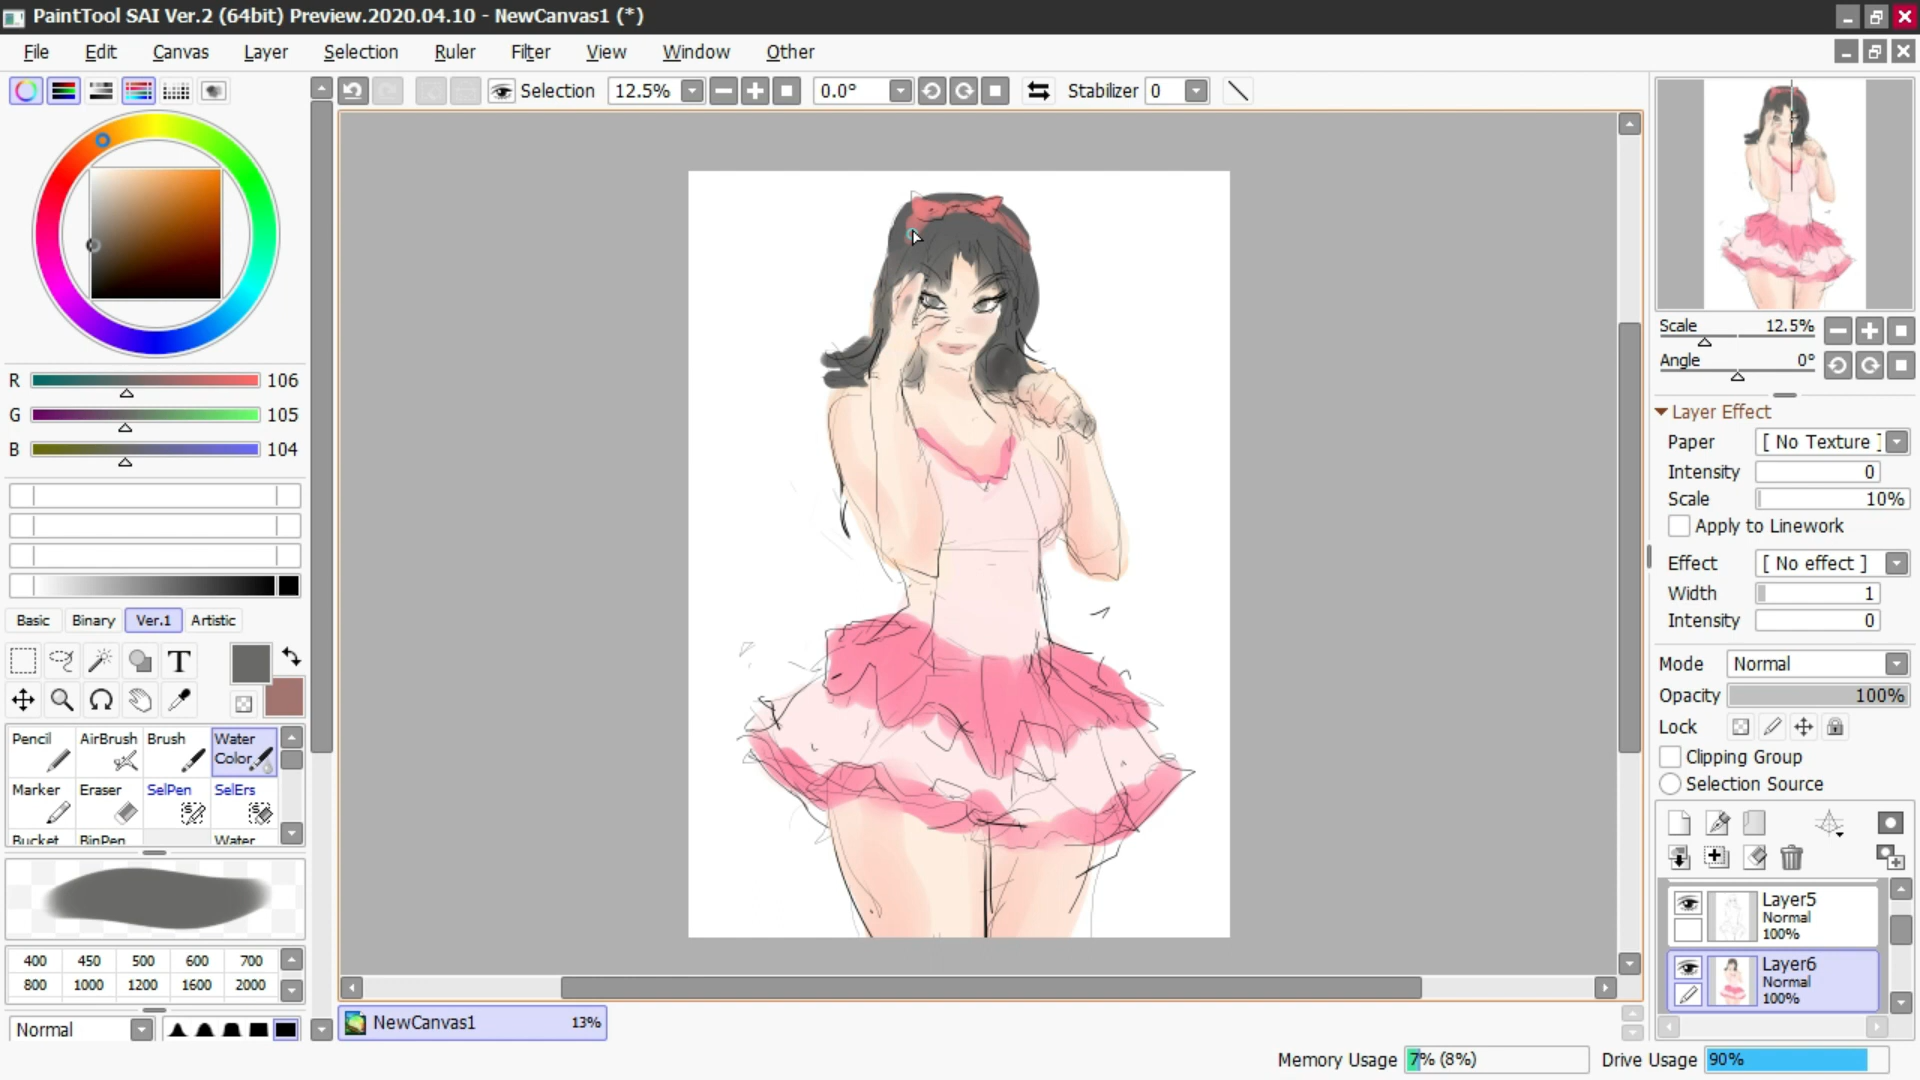 PaintTool SAI Ver.2 (64bit) Preview.2020.04.10 - NewCanvas1 (*)
File Edit Canvas Layer Selection Ruler Filter View Window Other
Selection 12.5% 0.0° Stabilizer 0
R 106
G 105
B 104
Basic Binary Ver.1 Artistic
T
Pencil AirBrush Brush Water Color
Marker Eraser SelPen SelErs
Bucket BinPen Water
400 450 500 600 700
800 1000 1200 1600 2000
Normal
NewCanvas1 13%
Scale 12.5%
Angle 0°
Layer Effect
Paper [ No Texture ]
Intensity 0
Scale 10%
Apply to Linework
Effect [ No effect ]
Width 1
Intensity 0
Mode Normal
Opacity 100%
Lock
Clipping Group
Selection Source
Layer5
Normal
100%
Layer6
Normal
100%
Memory Usage 7% (8%) Drive Usage 90%